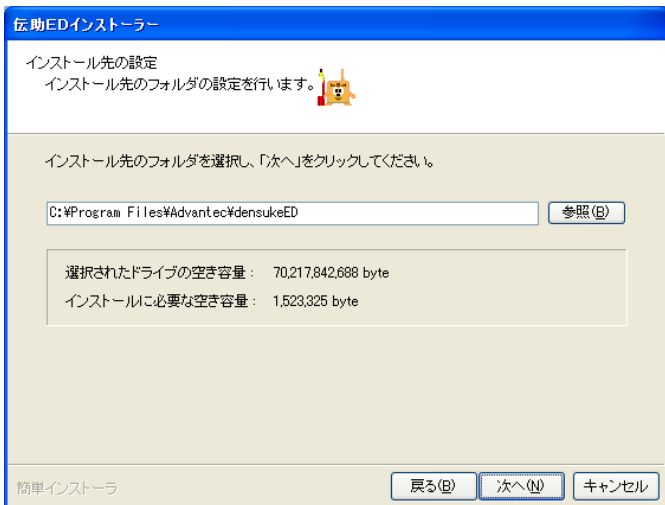 伝助EDインストーラー
インストール先の設定
インストール先のフォルダの設定を行います。
インストール先のフォルダを選択し、「次へ」をクリックしてください。
C:¥Program Files¥Advantec¥densukeED
参照(B)
選択されたドライブの空き容量： 70,217,842,688 byte
インストールに必要な空き容量： 1,523,325 byte
簡単インストーラ
戻る(B) 次へ(N) キャンセル